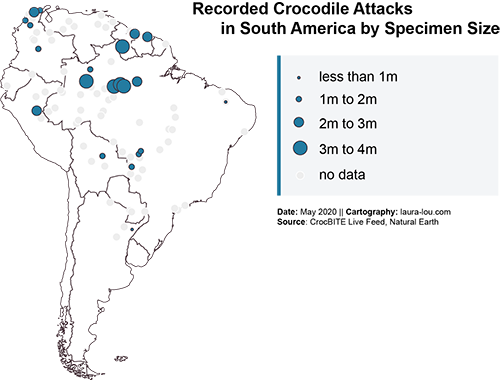 Recorded Crocodile Attacks
in South America by Specimen Size
less than 1m
1m to 2m
2m to 3m
3m to 4m
no data
Date: May 2020 || Cartography: laura-lou.com
Source: CrocBITE Live Feed, Natural Earth